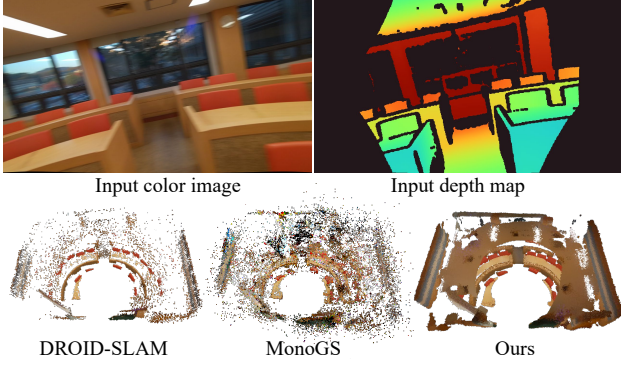 Input color image
Input depth map
DROID-SLAM
MonoGS
Ours